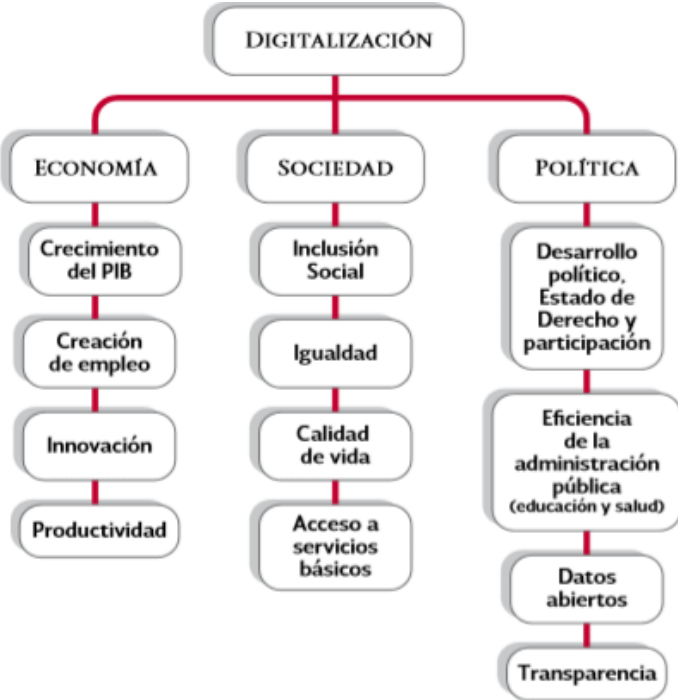 DIGITALIZACIÓN
ECONOMÍA
Crecimiento
del PIB
Creación
de empleo
Innovación
Productividad
SOCIEDAD
Inclusión
Social
Igualdad
Calidad
de vida
Acceso a
servicios
básicos
POLÍTICA
Desarrollo
político,
Estado de
Derecho y
participación
Eficiencia
de la
administración
pública
(educación y salud)
Datos
abiertos
Transparencia